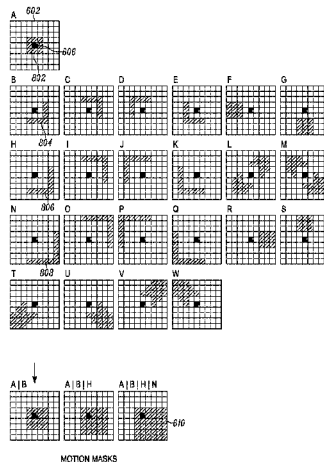 A 602
606
802
B C D E F G
804
H I J K L M
806
N O P Q R S
808
T U V W
A|B A|B|H A|B|H|N
610
MOTION MASKS